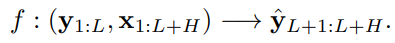 f : (y₁:L, x₁:L+H) ⟶ ŷL+1:L+H.